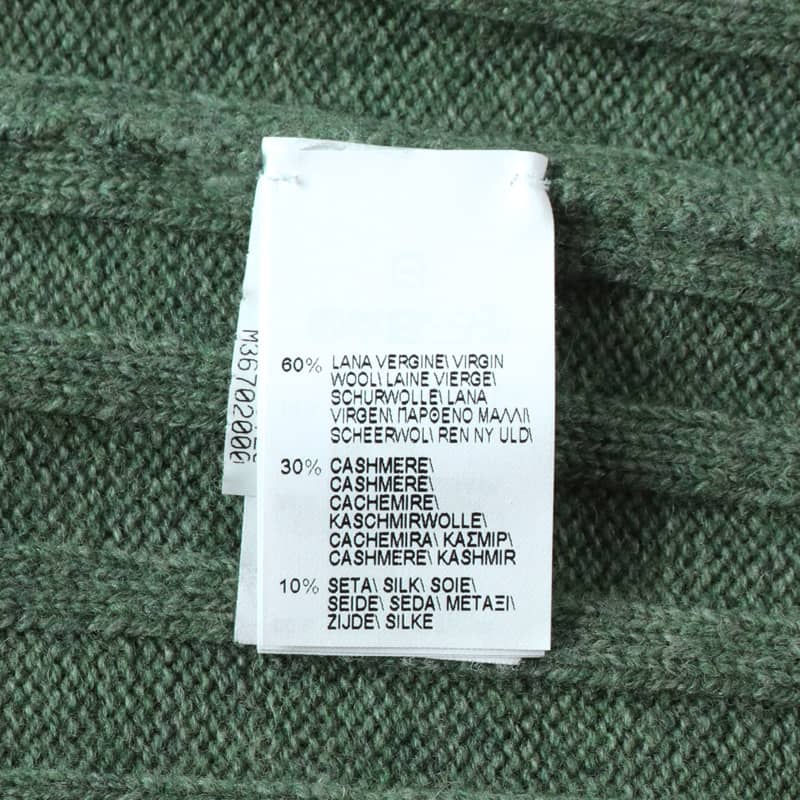 60% LANA VERGINE\ VIRGIN
WOOL\ LAINE VIERGE\
SCHURWOLLE\ LANA
VIRGEN\ ΠΑΡΘΕΝΟ ΜΑΛΛΙ\
SCHEERWOL\ REN NY ULD\
30% CASHMERE\
CASHMERE\
CACHEMIRE\
KASCHMIRWOLLE\
CACHEMIRA\ ΚΑΣΜΙΡ\
CASHMERE\ KASHMIR
10% SETA\ SILK\ SOIE\
SEIDE\ SEDA\ ΜΕΤΑΞΙ\
ZIJDE\ SILKE